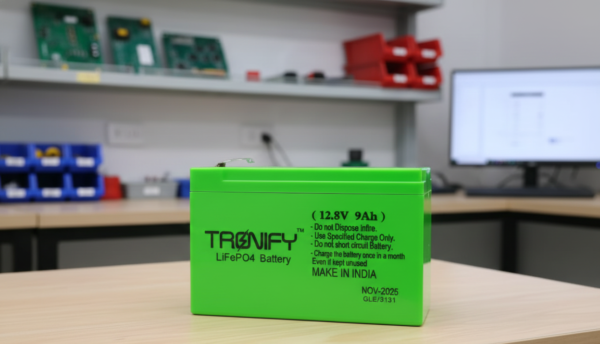 TRONIFY™
LiFePO4 Battery
( 12.8V 9Ah )
- Do not Dispose Infire.
- Use Specified Charge Only.
- Do not short circuit Battery.
- Charge the battery once in a month
Even it kept unused
MAKE IN INDIA
NOV-2025